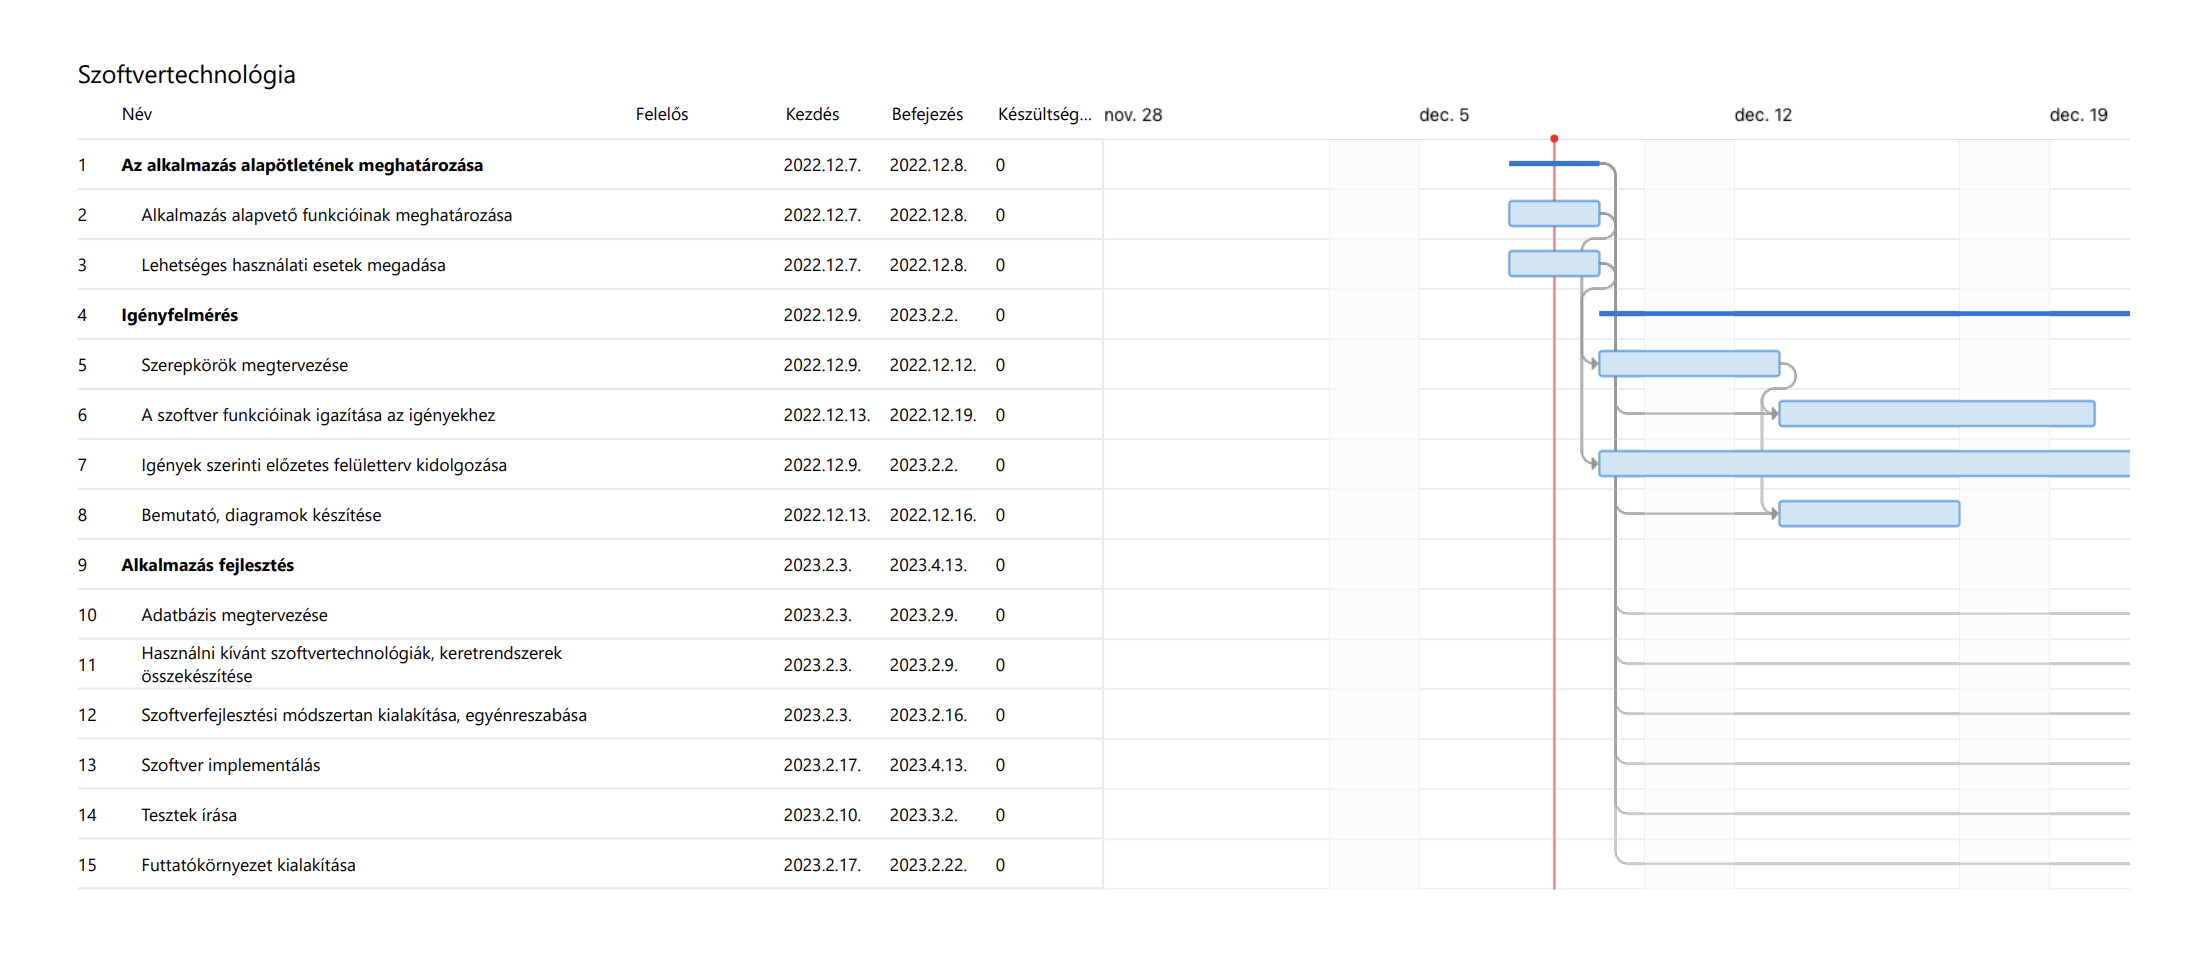 Szoftvertechnológia
Név Felelős Kezdés Befejezés Készültség... nov. 28 dec. 5 dec. 12 dec. 19
1 Az alkalmazás alapötletének meghatározása 2022.12.7. 2022.12.8. 0
2 Alkalmazás alapvető funkcióinak meghatározása 2022.12.7. 2022.12.8. 0
3 Lehetséges használati esetek megadása 2022.12.7. 2022.12.8. 0
4 Igényfelmérés 2022.12.9. 2023.2.2. 0
5 Szerepkörök megtervezése 2022.12.9. 2022.12.12. 0
6 A szoftver funkcióinak igazítása az igényekhez 2022.12.13. 2022.12.19. 0
7 Igények szerinti előzetes felületterv kidolgozása 2022.12.9. 2023.2.2. 0
8 Bemutató, diagramok készítése 2022.12.13. 2022.12.16. 0
9 Alkalmazás fejlesztés 2023.2.3. 2023.4.13. 0
10 Adatbázis megtervezése 2023.2.3. 2023.2.9. 0
11 Használni kívánt szoftvertechnológiák, keretrendszerek
összekészítése 2023.2.3. 2023.2.9. 0
12 Szoftverfejlesztési módszertan kialakítása, egyénreszabása 2023.2.3. 2023.2.16. 0
13 Szoftver implementálás 2023.2.17. 2023.4.13. 0
14 Tesztek írása 2023.2.10. 2023.3.2. 0
15 Futtatókörnyezet kialakítása 2023.2.17. 2023.2.22. 0